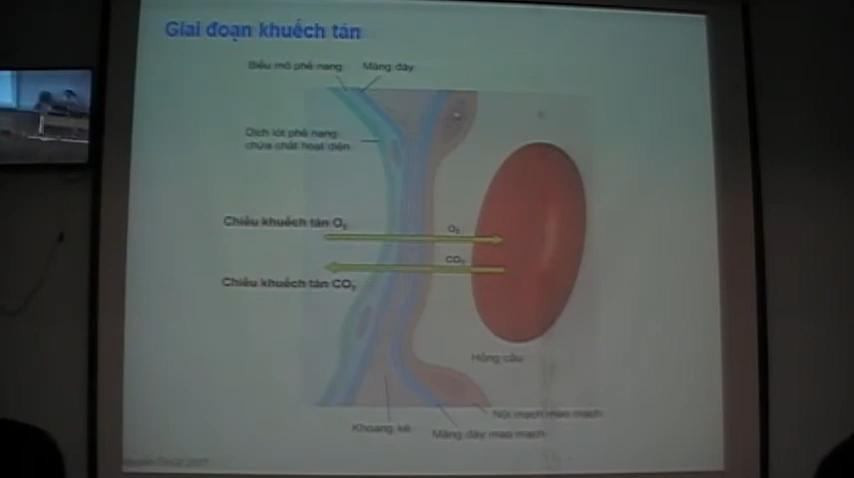 Giai đoạn khuếch tán
Biểu mô phế nang
Màng đáy
Dịch lót phế nang
chứa chất hoạt diện
Chiều khuếch tán O₂
O₂
CO₂
Chiều khuếch tán CO₂
Hồng cầu
Nội mạch mao mạch
Khoang kẽ
Màng đáy mao mạch